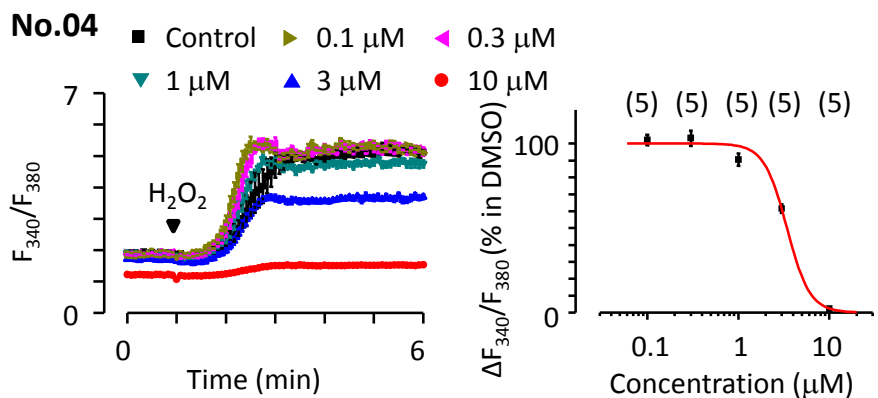 No.04
Control
0.1 μM
0.3 μM
1 μM
3 μM
10 μM
7
0
F340/F380
H2O2
0
6
Time (min)
(5) (5) (5) (5) (5)
100
0
ΔF340/F380 (% in DMSO)
0.1
1
10
Concentration (μM)